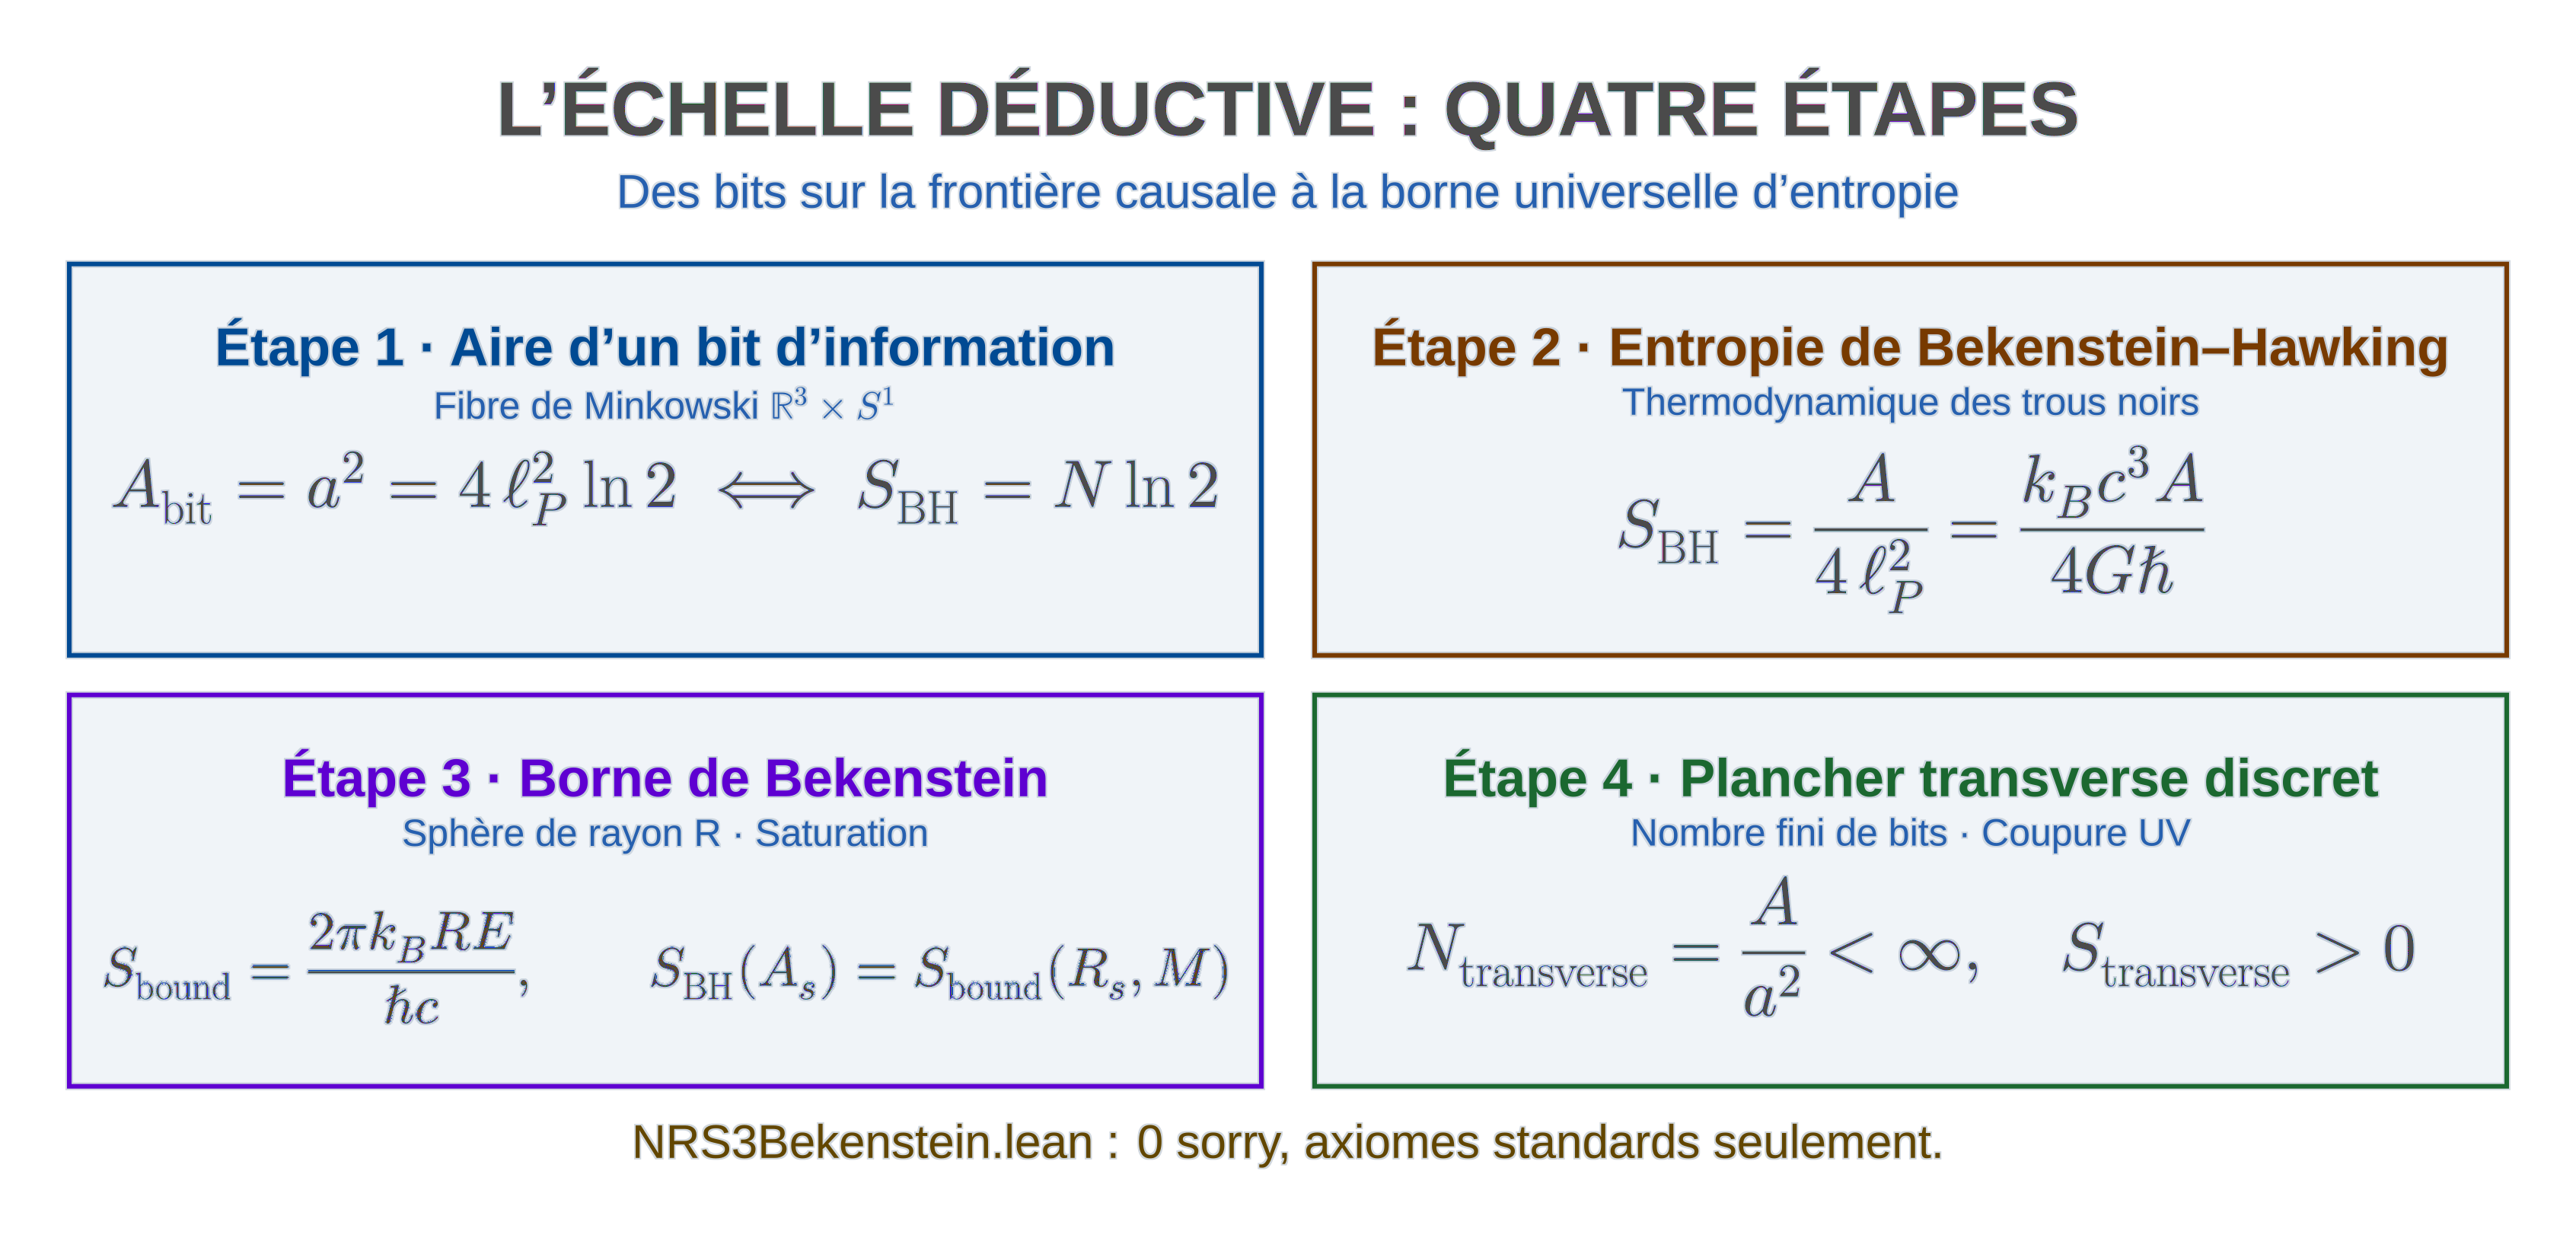 L’ÉCHELLE DÉDUCTIVE : QUATRE ÉTAPES
Des bits sur la frontière causale à la borne universelle d’entropie
Étape 1 · Aire d’un bit d’information
Fibre de Minkowski ℝ³ × S¹
A_bit = a² = 4 ℓ_P² ln 2 ⟺ S_BH = N ln 2
Étape 2 · Entropie de Bekenstein–Hawking
Thermodynamique des trous noirs
S_BH = A / (4 ℓ_P²) = k_B c³ A / (4Gℏ)
Étape 3 · Borne de Bekenstein
Sphère de rayon R · Saturation
S_bound = 2πk_B RE / (ℏc), S_BH(A_s) = S_bound(R_s, M)
Étape 4 · Plancher transverse discret
Nombre fini de bits · Coupure UV
N_transverse = A / a² < ∞, S_transverse > 0
NRS3Bekenstein.lean : 0 sorry, axiomes standards seulement.